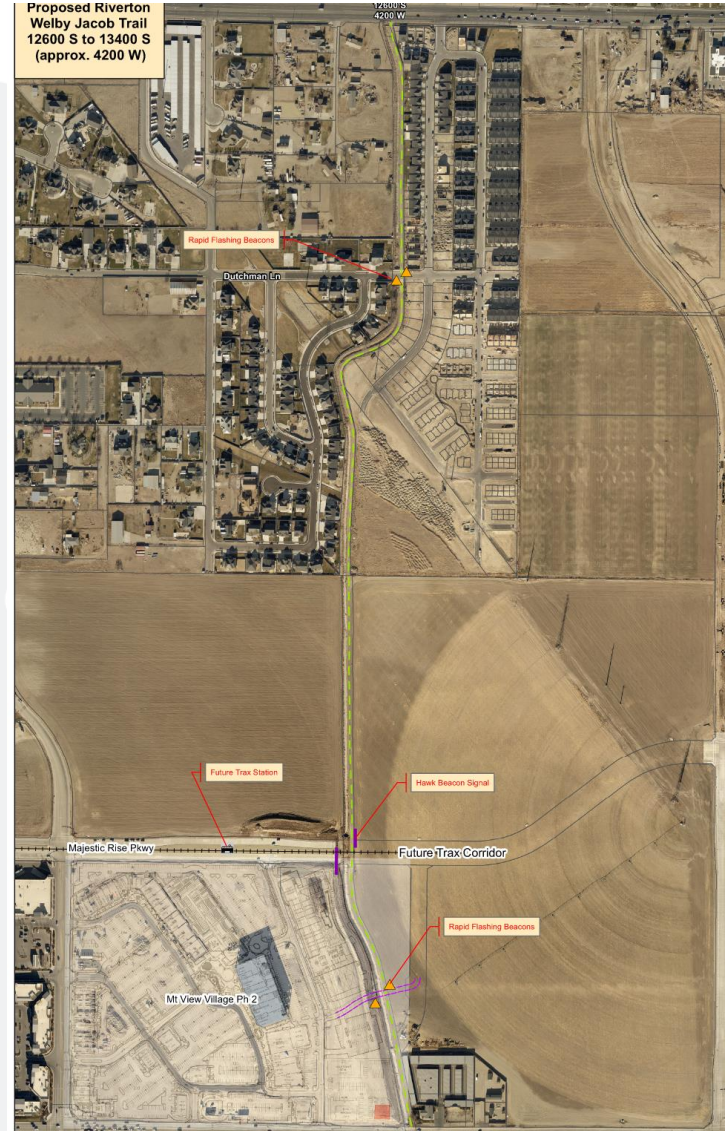 Proposed Riverton
Welby Jacob Trail
12600 S to 13400 S
(approx. 4200 W)
12600 S
4200 W
Rapid Flashing Beacons
Dutchman Ln
Future Trax Station
Hawk Beacon Signal
Majestic Rise Pkwy
Future Trax Corridor
Rapid Flashing Beacons
Mt View Village Ph 2